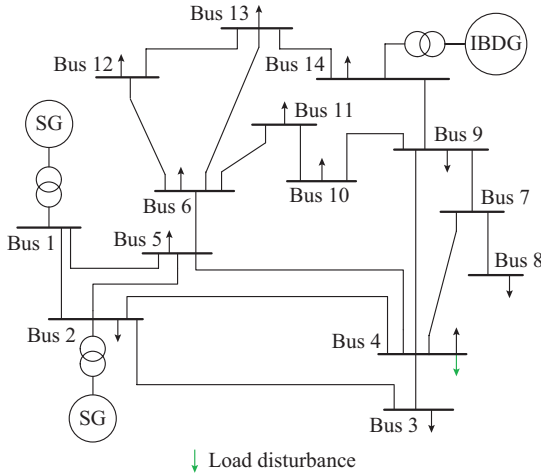 Bus 13
IBDG
Bus 12
Bus 14
SG
Bus 11
Bus 9
Bus 10
Bus 7
Bus 6
Bus 1
Bus 5
Bus 8
Bus 2
Bus 4
SG
Bus 3
Load disturbance